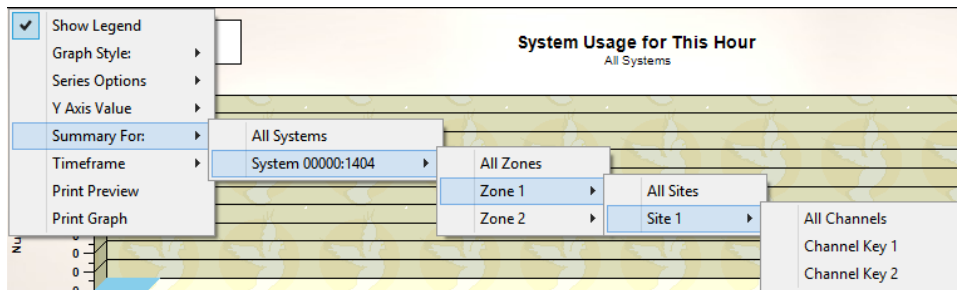 Show Legend
Graph Style:
Series Options
Y Axis Value
Summary For:
Timeframe
Print Preview
Print Graph
All Systems
System 00000:1404
All Zones
Zone 1
Zone 2
All Sites
Site 1
All Channels
Channel Key 1
Channel Key 2
System Usage for This Hour
All Systems
Nu
0
0
0